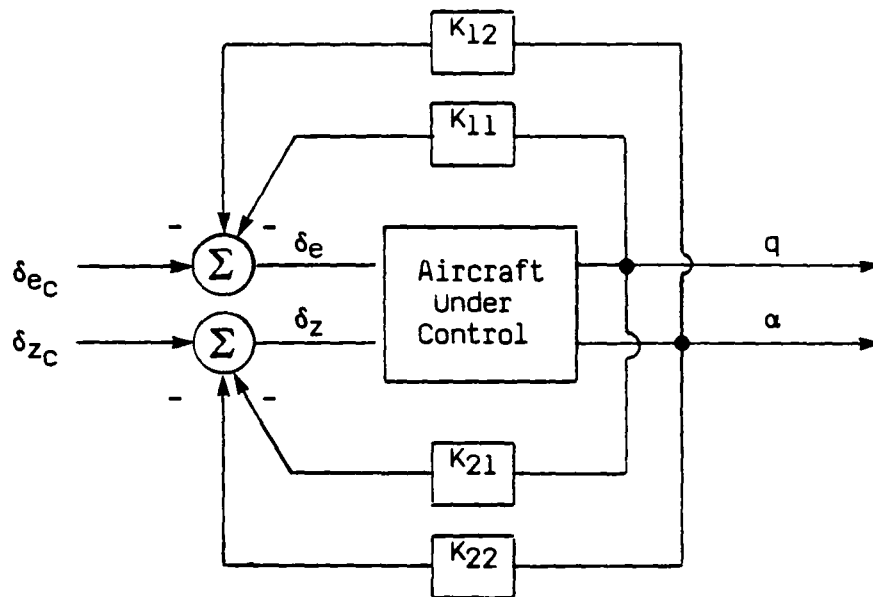 K12
K11
- -
δe
δec
Σ
q
Aircraft
Under
Control
δz
δzc
Σ
α
- -
K21
K22